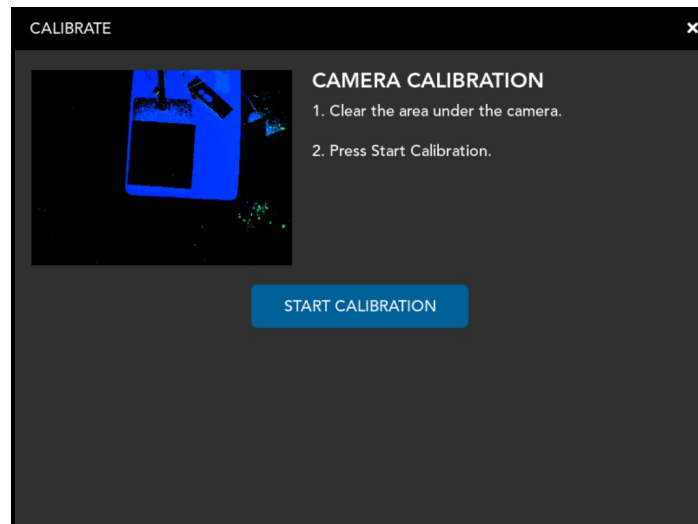 CALIBRATE
CAMERA CALIBRATION
1. Clear the area under the camera.
2. Press Start Calibration.
START CALIBRATION